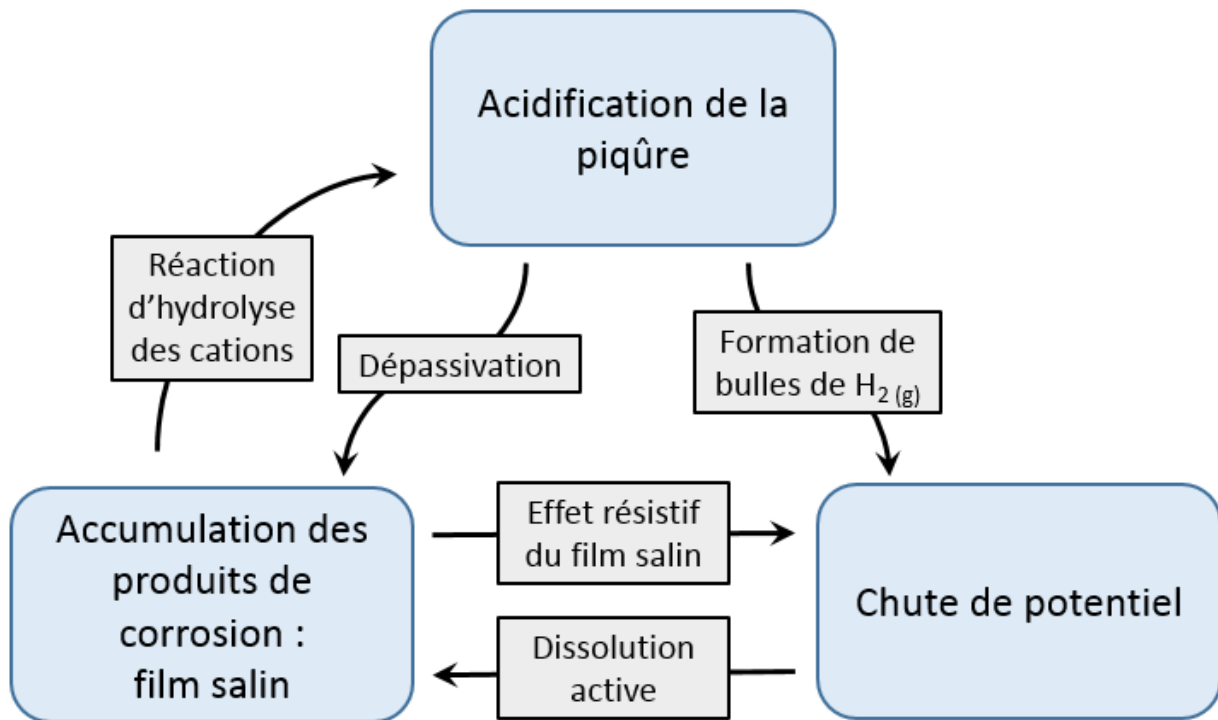 Acidification de la
piqûre
Réaction
d’hydrolyse
des cations
Dépassivation
Formation de
bulles de H2 (g)
Accumulation des
produits de
corrosion :
film salin
Effet résistif
du film salin
Dissolution
active
Chute de potentiel